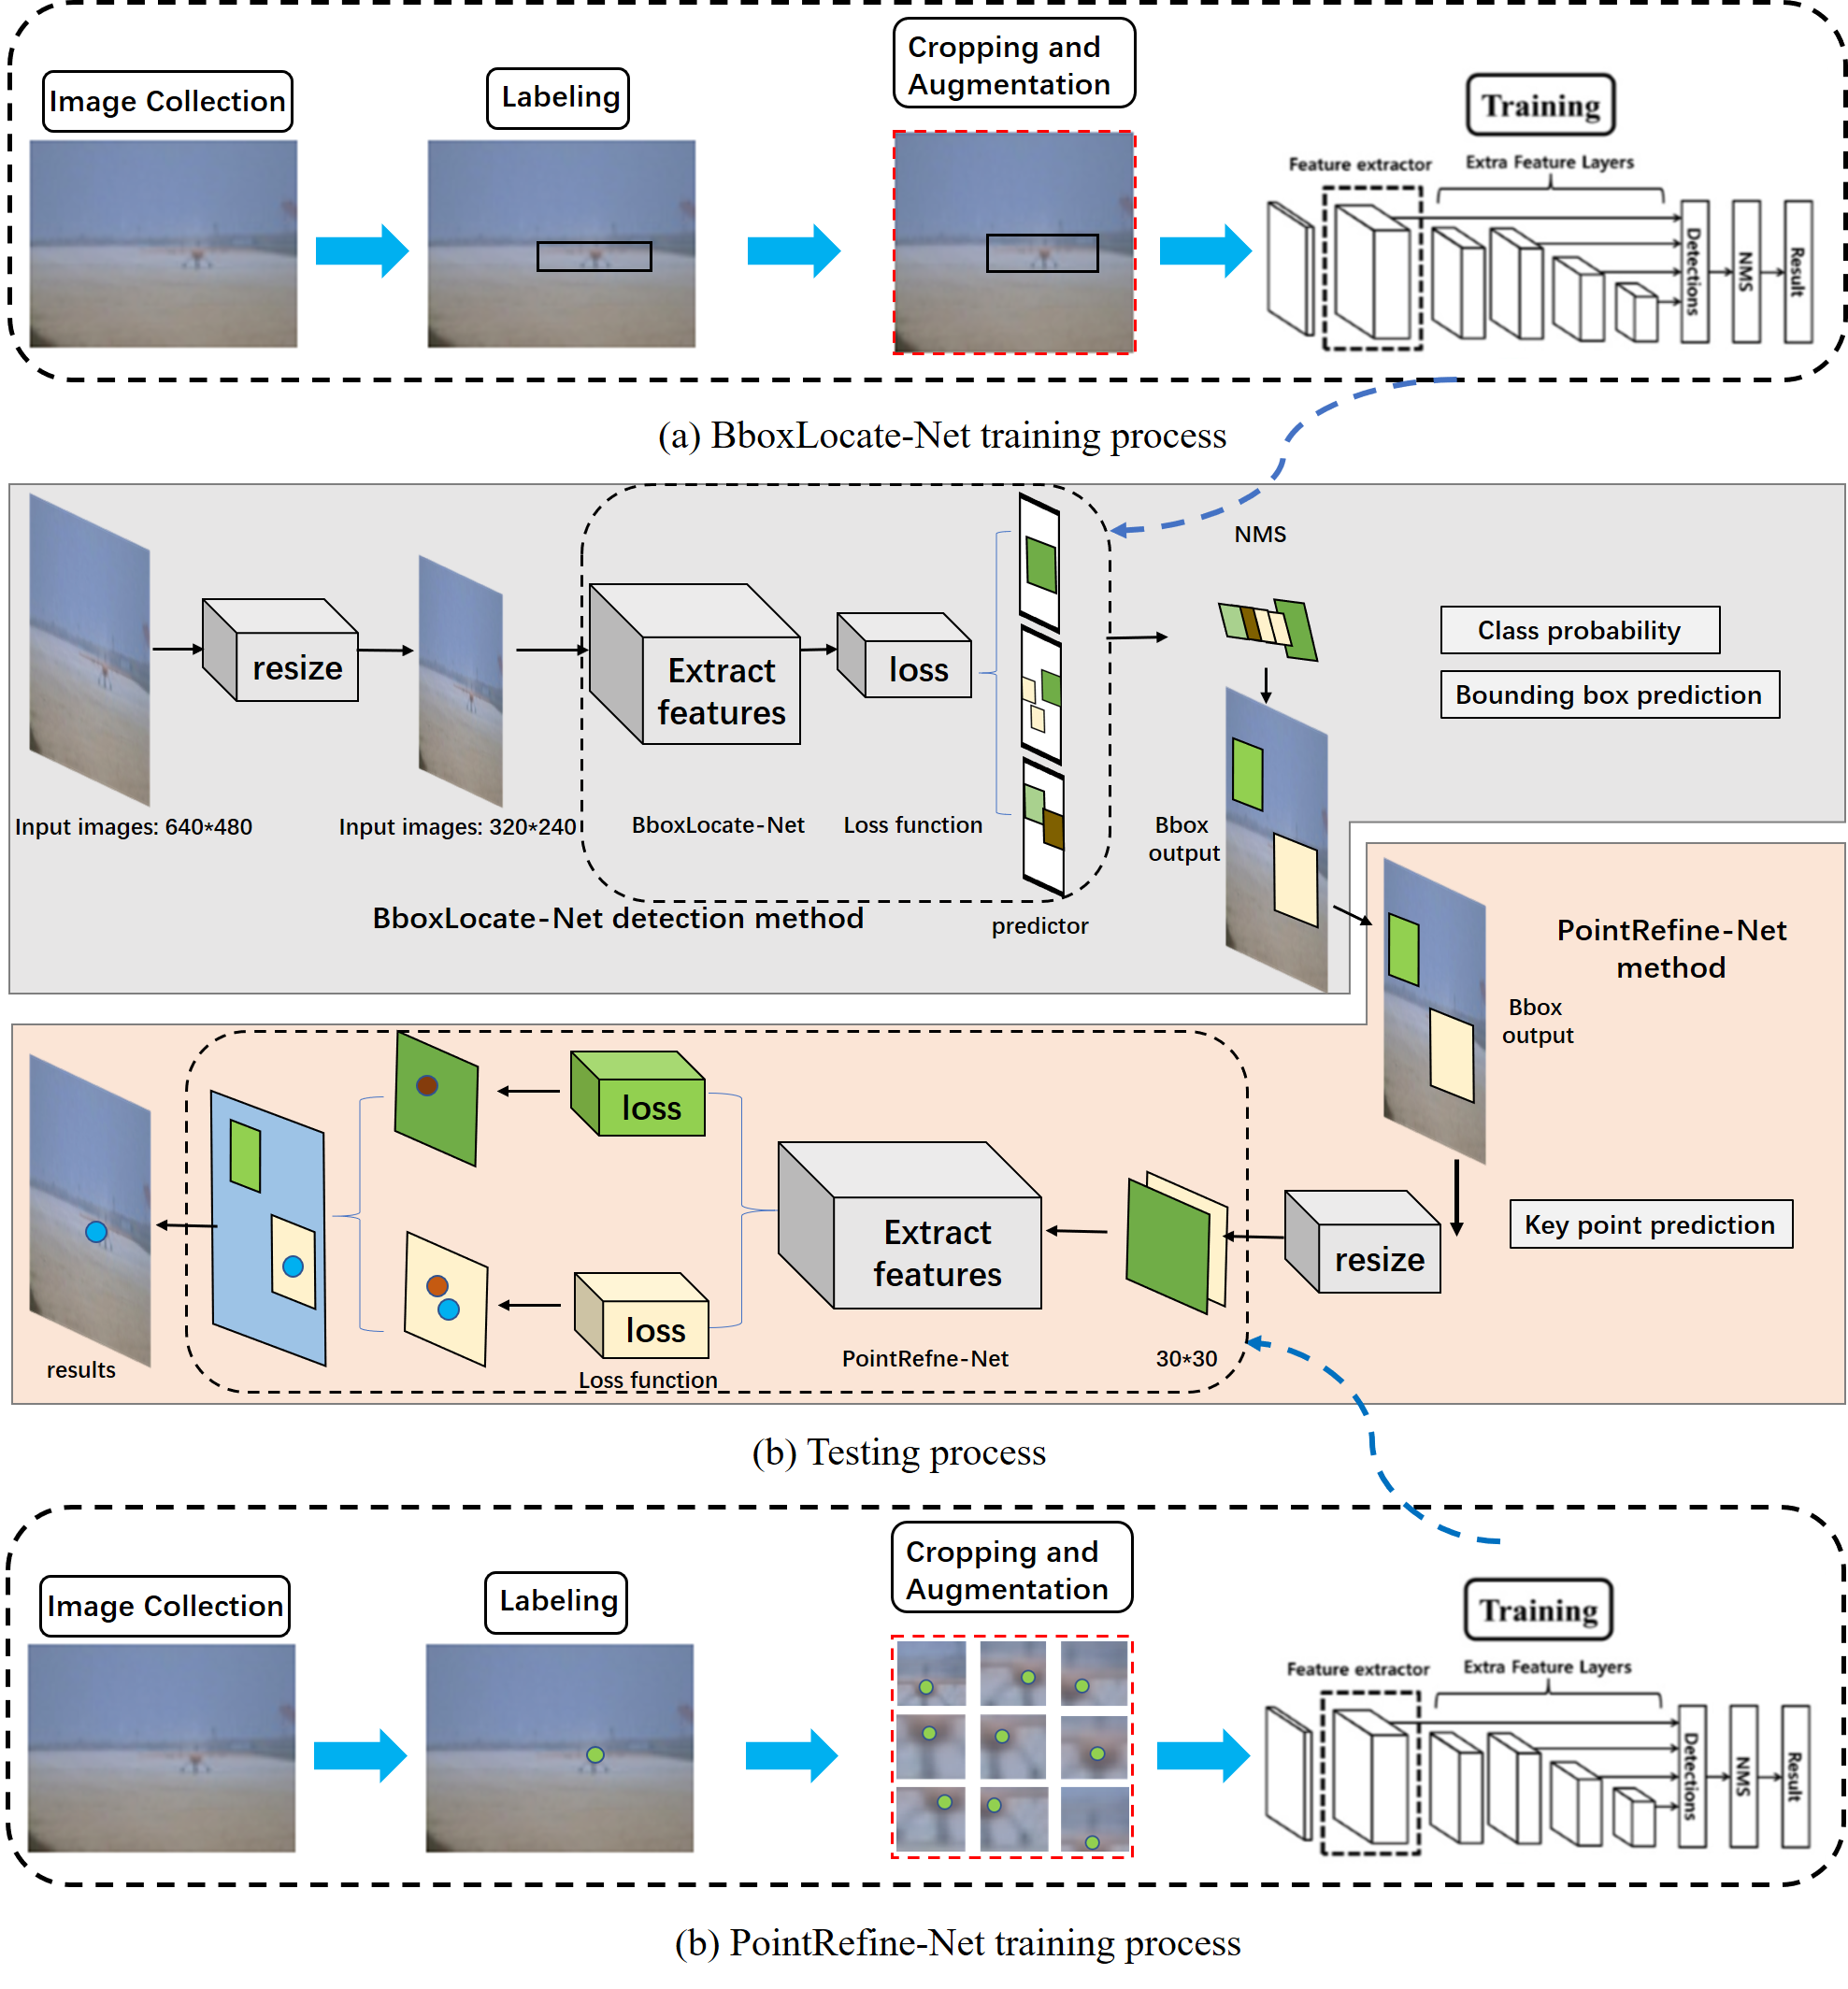 Image Collection
Labeling
Cropping and
Augmentation
Training
Feature extractor
Extra Feature Layers
Detections
NMS
Result
(a) BboxLocate-Net training process
NMS
resize
Extract
features
loss
Class probability
Bounding box prediction
Input images: 640*480
Input images: 320*240
BboxLocate-Net
Loss function
Bbox
output
BboxLocate-Net detection method
predictor
PointRefine-Net
method
Bbox
output
loss
Extract
features
resize
Key point prediction
loss
results
Loss function
PointRefne-Net
30*30
(b) Testing process
Image Collection
Labeling
Cropping and
Augmentation
Training
Feature extractor
Extra Feature Layers
Detections
NMS
Result
(b) PointRefine-Net training process